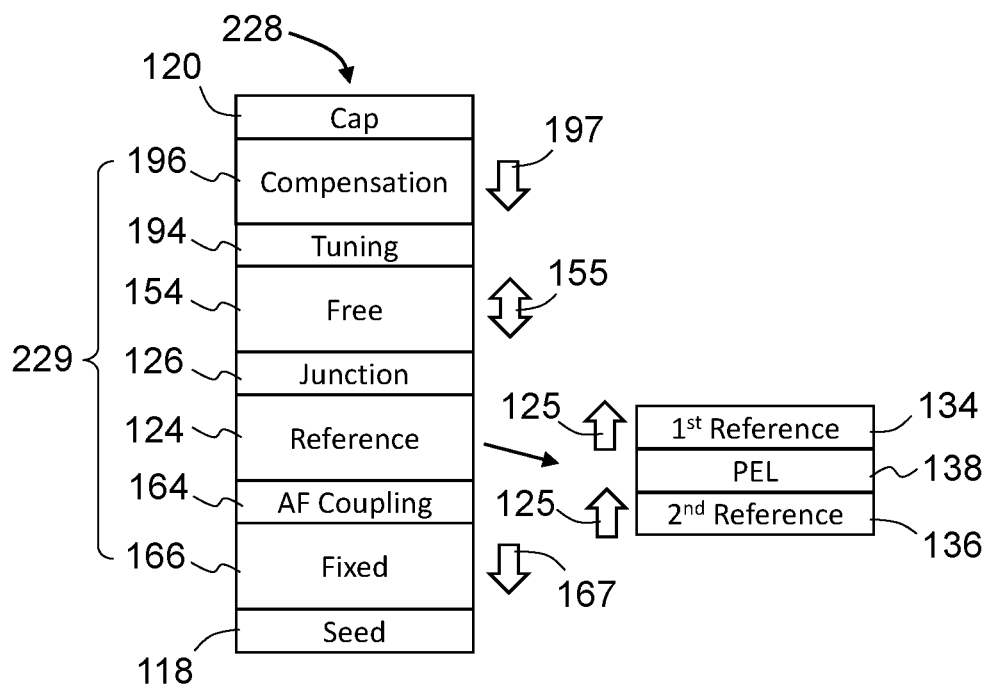 228
120
Cap
197
196
Compensation
194
Tuning
155
154
Free
229
126
Junction
125
1st Reference
134
124
Reference
PEL
138
164
AF Coupling
125
2nd Reference
136
166
Fixed
167
Seed
118